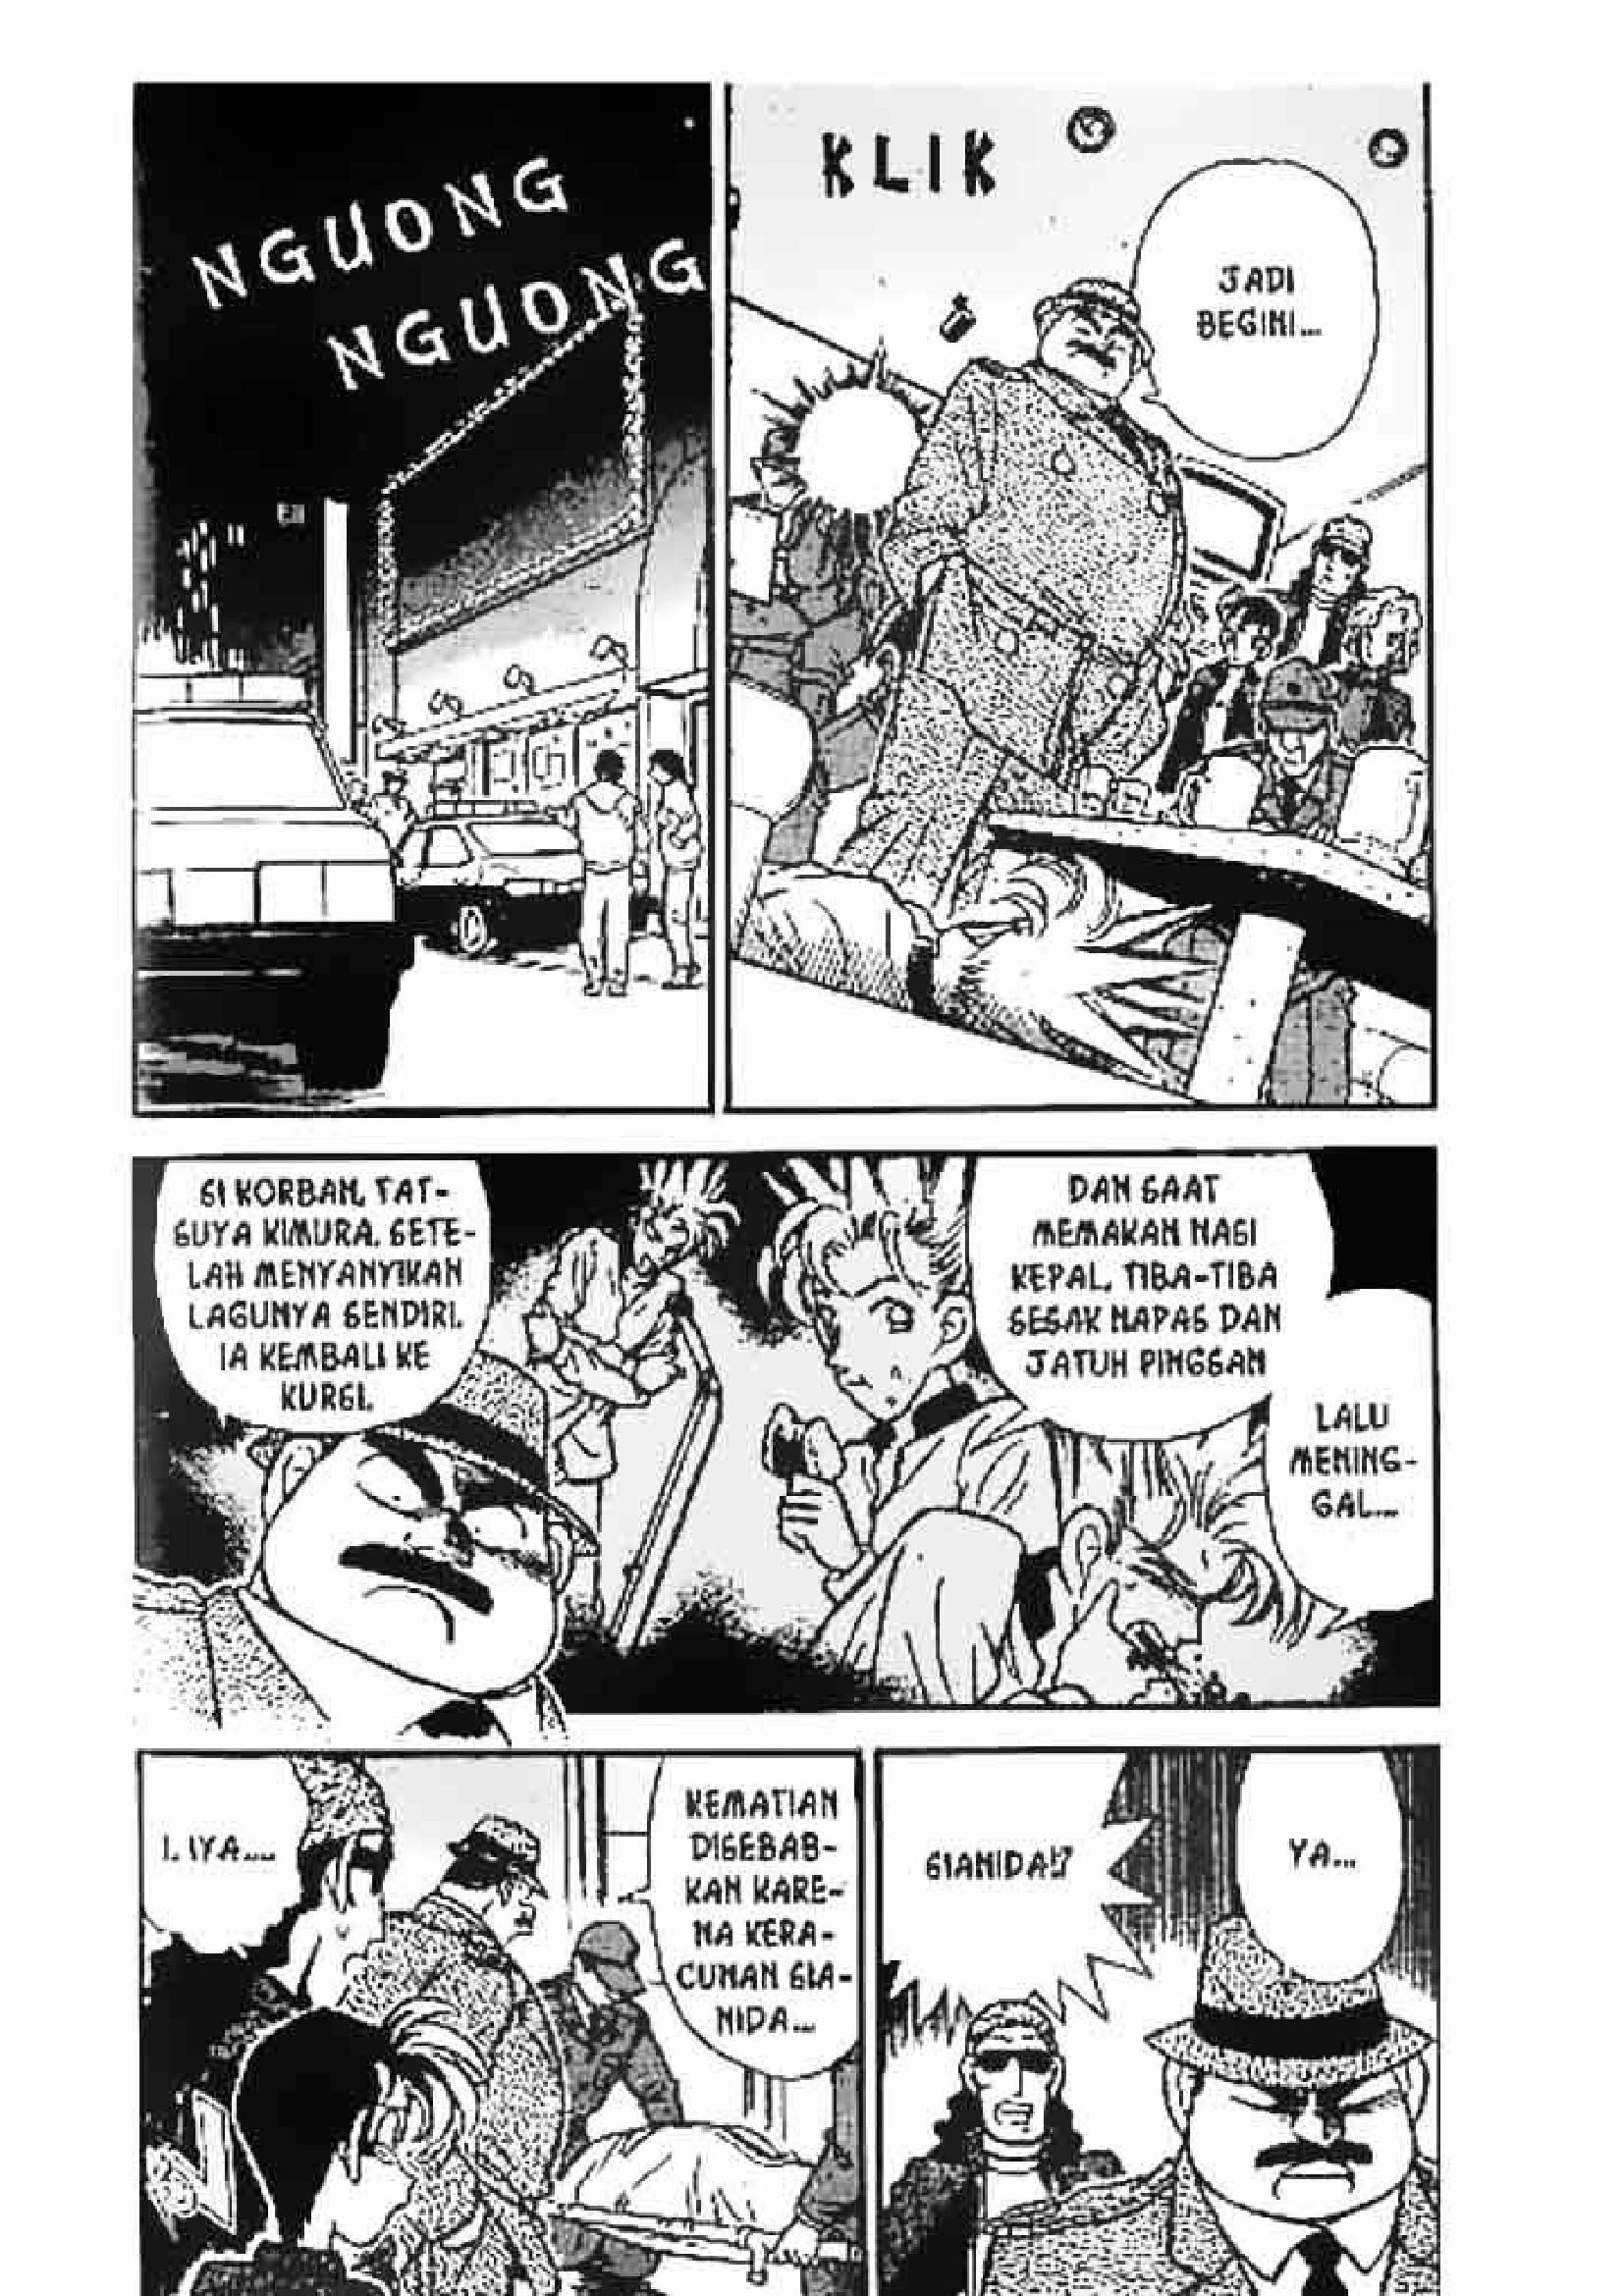 NGUONG
NGUONG
KLIK
JADI
BEGINI...
SI KORBAN, TAT-
SUYA KIMURA, SETE-
LAH MENYANYIKAN
LAGUNYA SENDIRI,
IA KEMBALI KE
KURSI.
DAN SAAT
MEMAKAN NASI
KEPAL, TIBA-TIBA
SESAK NAPAS DAN
JATUH PINGSAN
LALU
MENING-
GAL...
I, IYA....
KEMATIAN
DISEBAB-
KAN KARE-
NA KERA-
CUNAN SIA-
NIDA...
SIANIDA!?
YA...